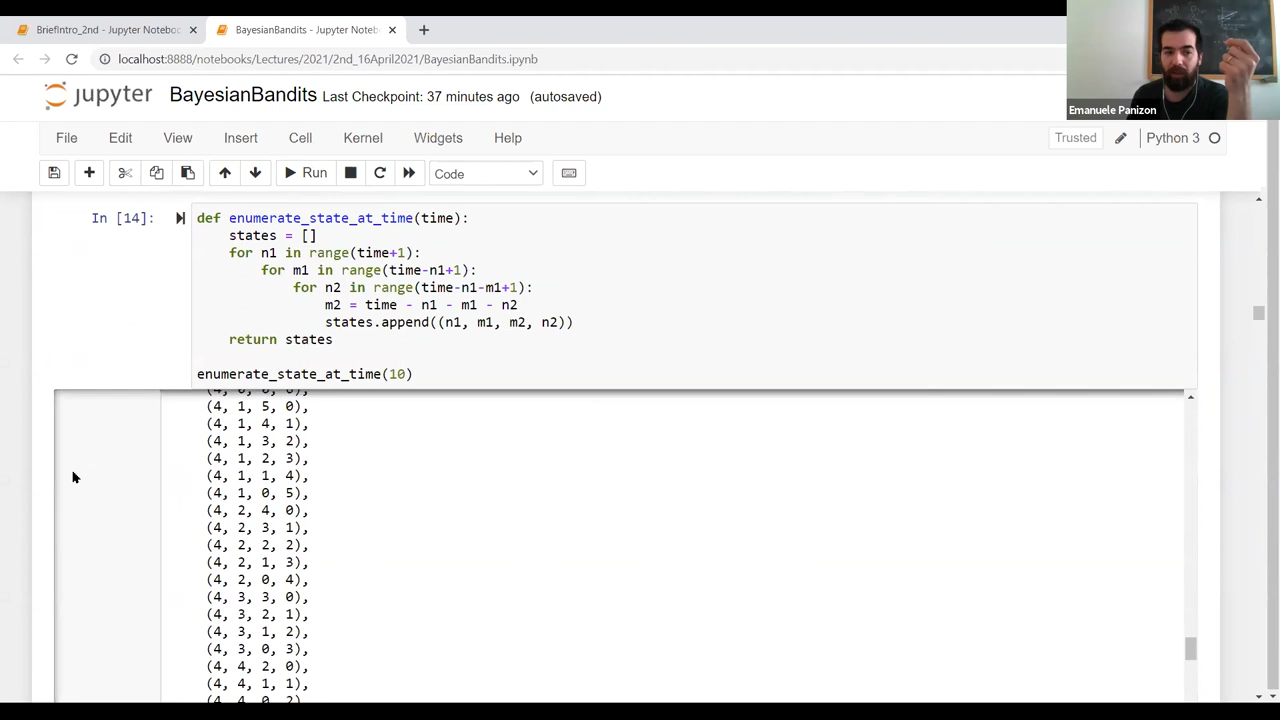 BriefIntro_2nd - Jupyter Notebo
BayesianBandits - Jupyter Noteb
localhost:8888/notebooks/Lectures/2021/2nd_16April2021/BayesianBandits.ipynb
Emanuele Panizon
jupyter BayesianBandits Last Checkpoint: 37 minutes ago (autosaved)
File Edit View Insert Cell Kernel Widgets Help Trusted Python 3
Run Code
In [14]:
def enumerate_state_at_time(time):
    states = []
    for n1 in range(time+1):
        for m1 in range(time-n1+1):
            for n2 in range(time-n1-m1+1):
                m2 = time - n1 - m1 - n2
                states.append((n1, m1, m2, n2))
    return states
enumerate_state_at_time(10)
(4, 1, 5, 0),
(4, 1, 4, 1),
(4, 1, 3, 2),
(4, 1, 2, 3),
(4, 1, 1, 4),
(4, 1, 0, 5),
(4, 2, 4, 0),
(4, 2, 3, 1),
(4, 2, 2, 2),
(4, 2, 1, 3),
(4, 2, 0, 4),
(4, 3, 3, 0),
(4, 3, 2, 1),
(4, 3, 1, 2),
(4, 3, 0, 3),
(4, 4, 2, 0),
(4, 4, 1, 1),
(4, 4, 0, 2)